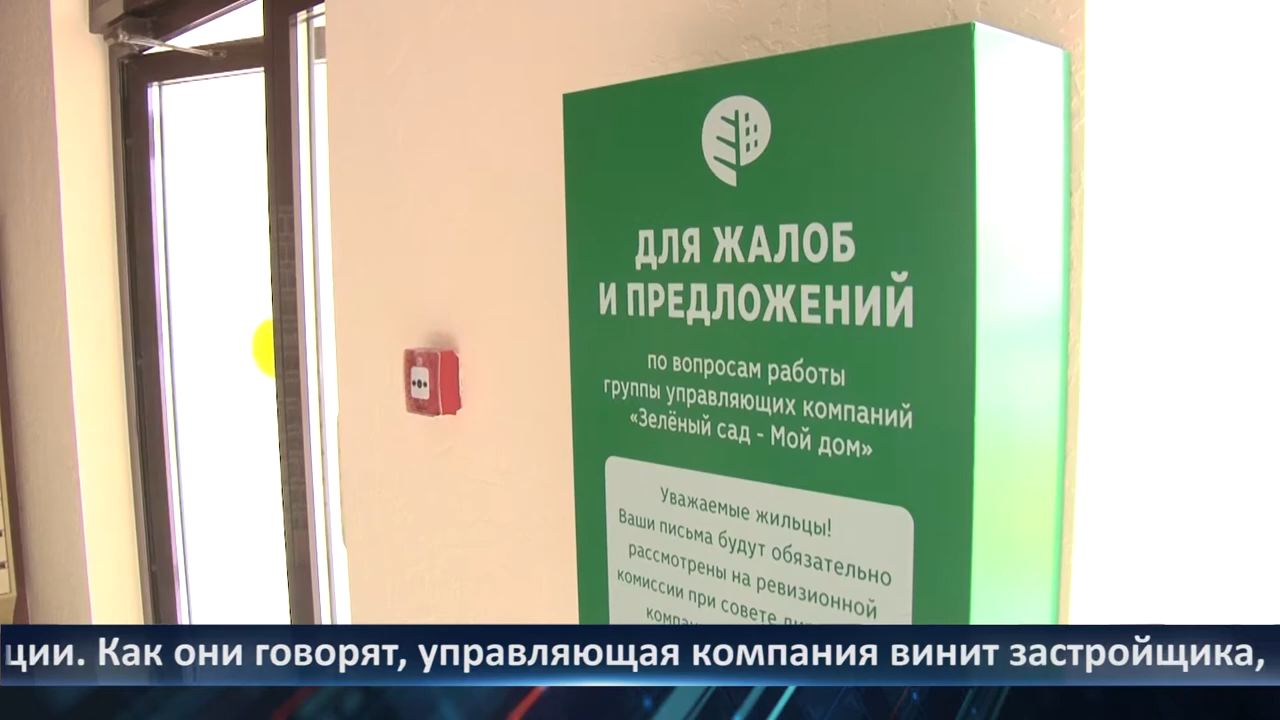 ДЛЯ ЖАЛОБ
И ПРЕДЛОЖЕНИЙ
по вопросам работы
группы управляющих компаний
«Зелёный сад - Мой дом»
Уважаемые жильцы!
Ваши письма будут обязательно
рассмотрены на ревизионной
комиссии при совете
ции. Как они говорят, управляющая компания винит застройщика,